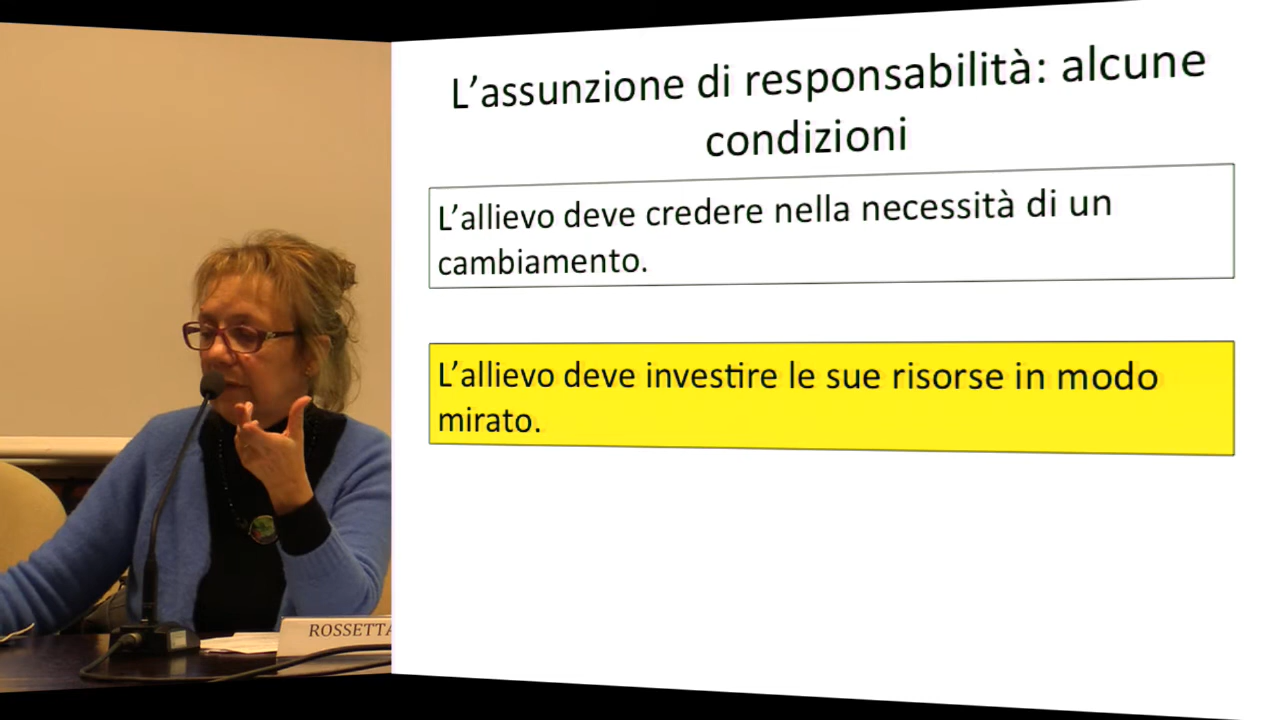 L'assunzione di responsabilità: alcune
condizioni
L'allievo deve credere nella necessità di un
cambiamento.
L'allievo deve investire le sue risorse in modo
mirato.
ROSSETTA